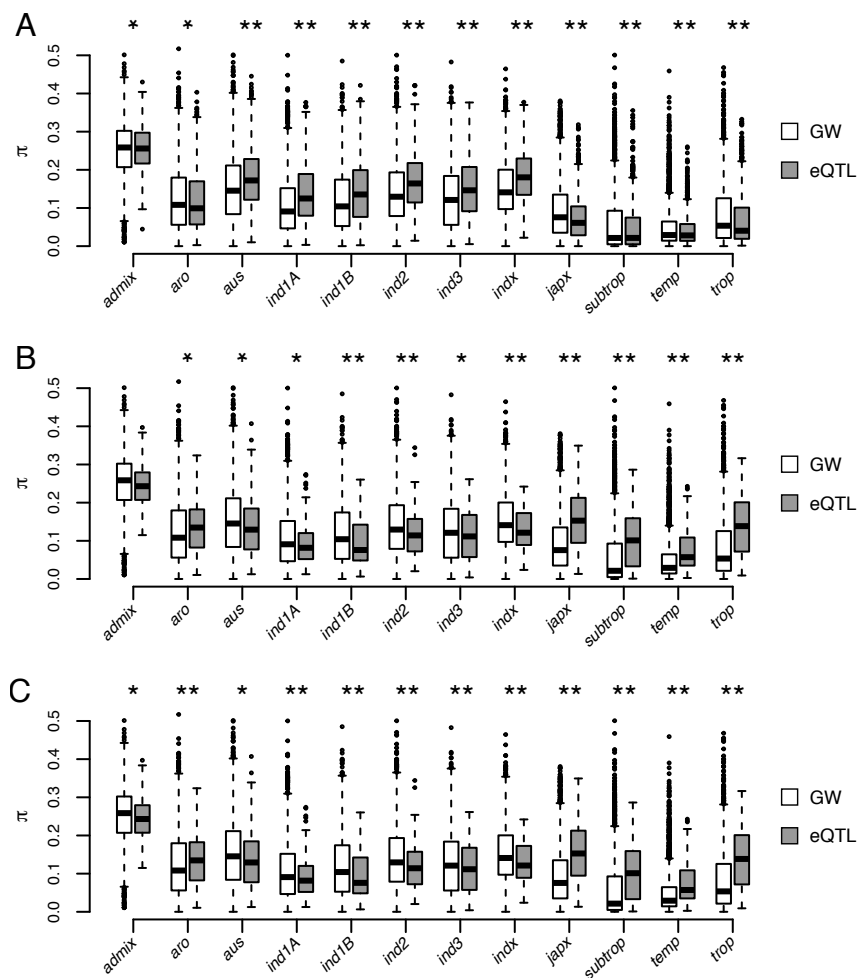 A
* * ** ** ** ** ** ** ** ** ** **
0.5
0.4
0.3
0.2
0.1
0.0
π
GW
eQTL
admix aro aus ind1A ind1B ind2 ind3 indx japx subtrop temp trop
B
* * * ** ** * ** ** ** ** **
0.5
0.4
0.3
0.2
0.1
0.0
π
GW
eQTL
admix aro aus ind1A ind1B ind2 ind3 indx japx subtrop temp trop
C
* ** * ** ** ** ** ** ** ** ** **
0.5
0.4
0.3
0.2
0.1
0.0
π
GW
eQTL
admix aro aus ind1A ind1B ind2 ind3 indx japx subtrop temp trop